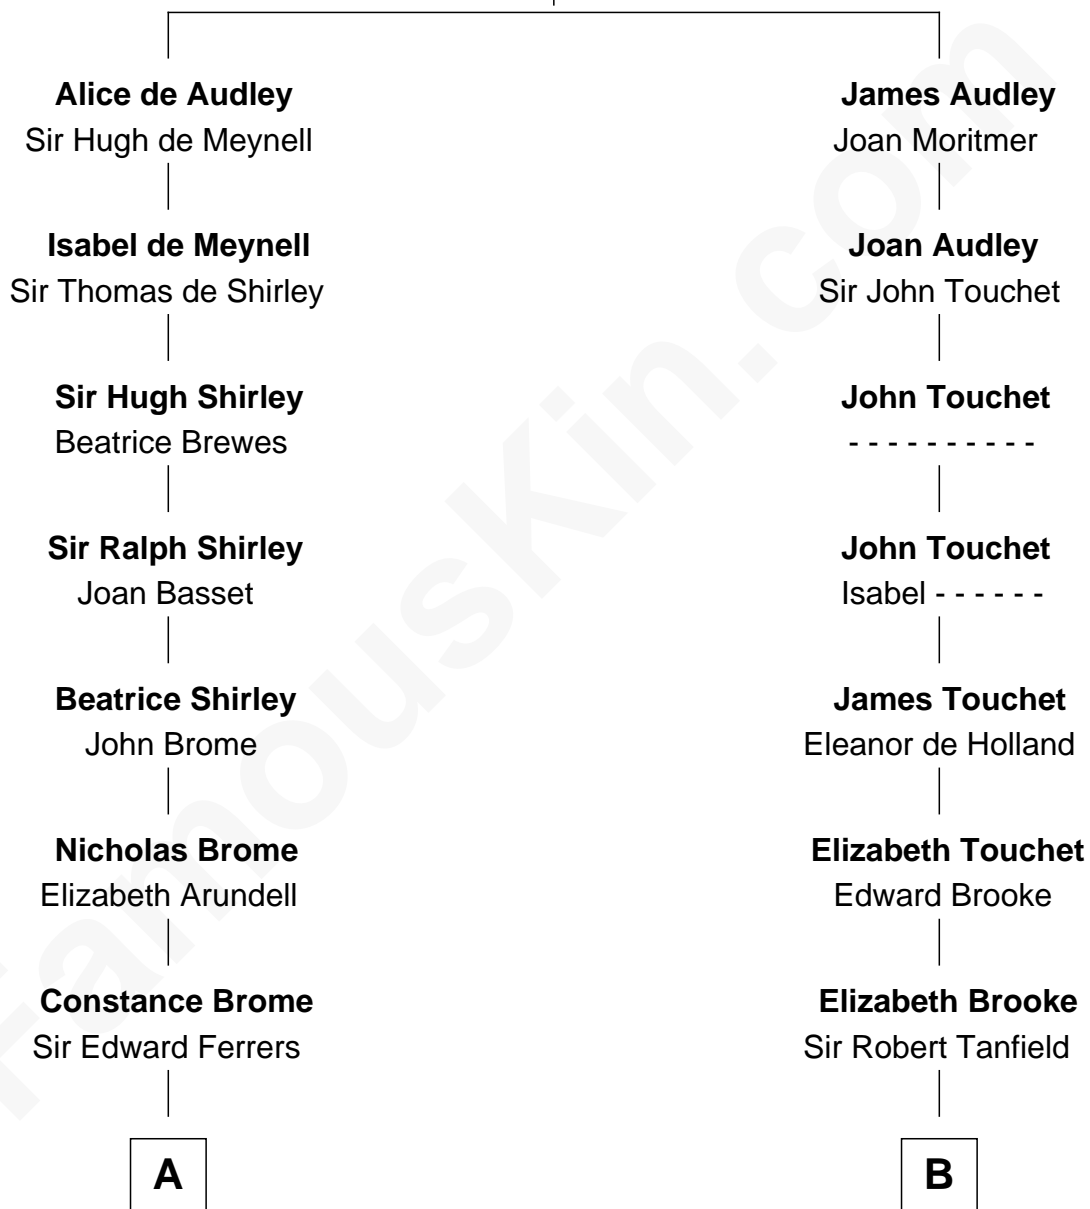 Alice de Audley
Sir Hugh de Meynell
Isabel de Meynell
Sir Thomas de Shirley
Sir Hugh Shirley
Beatrice Brewes
Sir Ralph Shirley
Joan Basset
Beatrice Shirley
John Brome
Nicholas Brome
Elizabeth Arundell
Constance Brome
Sir Edward Ferrers
A
James Audley
Joan Moritmer
Joan Audley
Sir John Touchet
John Touchet
- - - - - - - - - -
John Touchet
Isabel - - - - - -
James Touchet
Eleanor de Holland
Elizabeth Touchet
Edward Brooke
Elizabeth Brooke
Sir Robert Tanfield
B
FamousKin.com